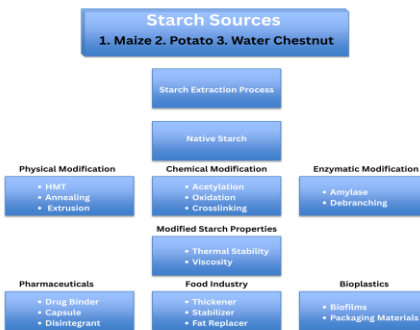 Starch Sources
1. Maize 2. Potato 3. Water Chestnut
Starch Extraction Process
Native Starch
Physical Modification
• HMT
• Annealing
• Extrusion
Chemical Modification
• Acetylation
• Oxidation
• Crosslinking
Enzymatic Modification
• Amylase
• Debranching
Modified Starch Properties
• Thermal Stability
• Viscosity
Pharmaceuticals
• Drug Binder
• Capsule
• Disintegrant
Food Industry
• Thickener
• Stabilizer
• Fat Replacer
Bioplastics
• Biofilms
• Packaging Materials